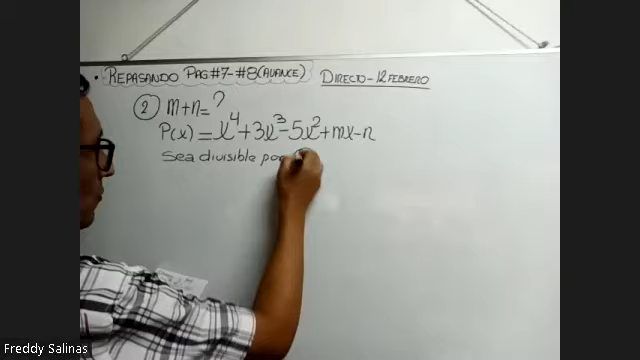 • REPASANDO PAG#7-#8(AVANCE) DIRECTO-12 FEBRERO
② m+n=?
P(x)=x⁴+3x³-5x²+mx-n
Sea divisible por
Freddy Salinas